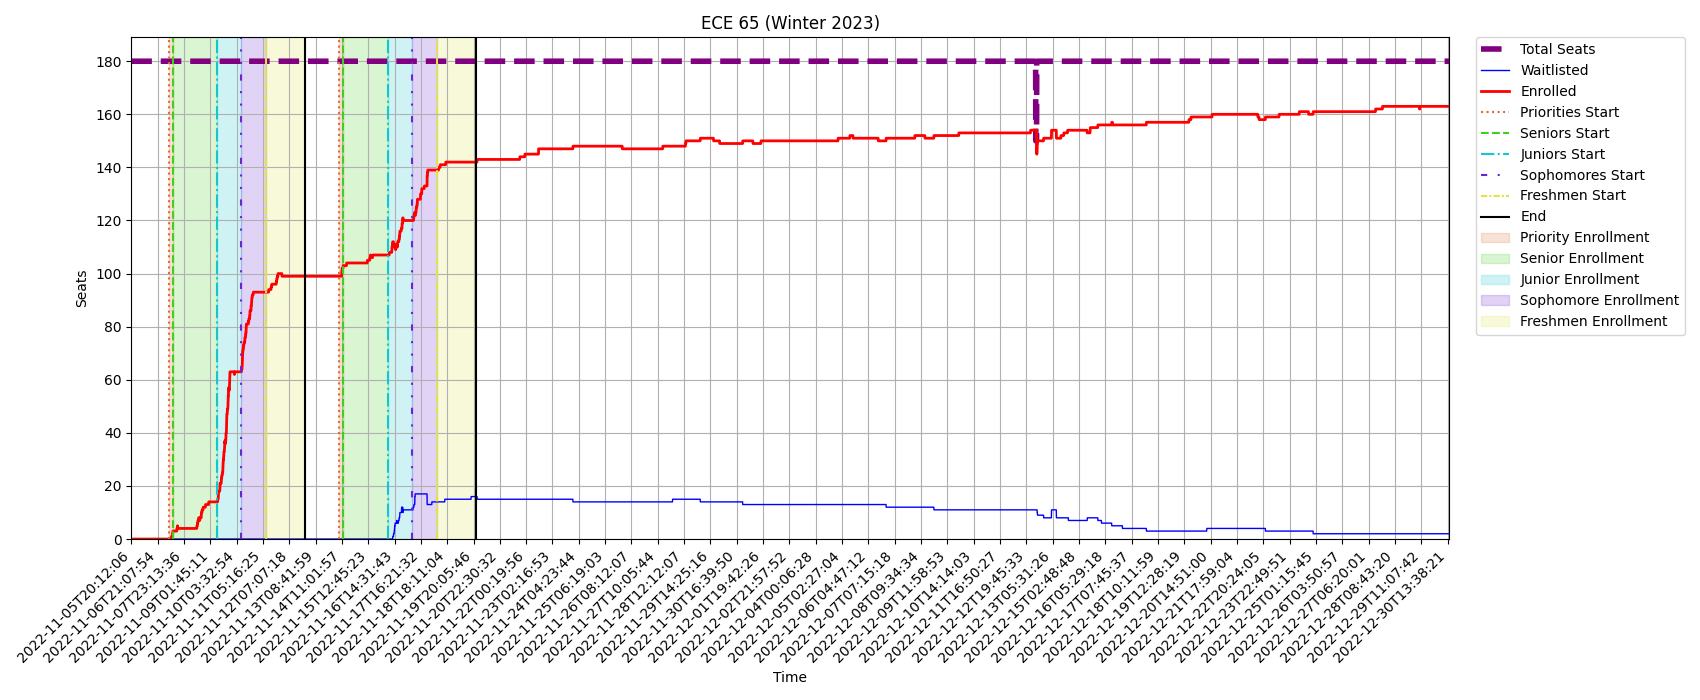 ECE 65 (Winter 2023)
Seats
180
160
140
120
100
80
60
40
20
0
2022-11-05T20:12:06
2022-11-06T21:07:54
2022-11-07T23:13:36
2022-11-09T01:45:11
2022-11-10T03:32:54
2022-11-11T05:16:25
2022-11-12T07:07:18
2022-11-13T08:41:59
2022-11-14T11:01:57
2022-11-15T12:45:23
2022-11-16T14:31:43
2022-11-17T16:21:32
2022-11-18T18:11:04
2022-11-19T20:05:46
2022-11-20T22:30:32
2022-11-22T00:19:56
2022-11-23T02:16:53
2022-11-24T04:23:44
2022-11-25T06:19:03
2022-11-26T08:12:07
2022-11-27T10:05:44
2022-11-28T12:12:07
2022-11-29T14:25:16
2022-11-30T16:39:50
2022-12-01T19:42:26
2022-12-02T21:57:52
2022-12-04T00:06:28
2022-12-05T02:27:04
2022-12-06T04:47:12
2022-12-07T07:15:18
2022-12-08T09:34:34
2022-12-09T11:58:53
2022-12-10T14:14:03
2022-12-11T16:50:27
2022-12-12T19:45:33
2022-12-13T05:31:26
2022-12-15T02:48:48
2022-12-16T05:29:18
2022-12-17T07:45:37
2022-12-18T10:11:59
2022-12-19T12:28:19
2022-12-20T14:51:00
2022-12-21T17:59:04
2022-12-22T20:24:05
2022-12-23T22:49:51
2022-12-25T01:15:45
2022-12-26T03:50:57
2022-12-27T06:20:01
2022-12-28T08:43:20
2022-12-29T11:07:42
2022-12-30T13:38:21
Time
Total Seats
Waitlisted
Enrolled
Priorities Start
Seniors Start
Juniors Start
Sophomores Start
Freshmen Start
End
Priority Enrollment
Senior Enrollment
Junior Enrollment
Sophomore Enrollment
Freshmen Enrollment